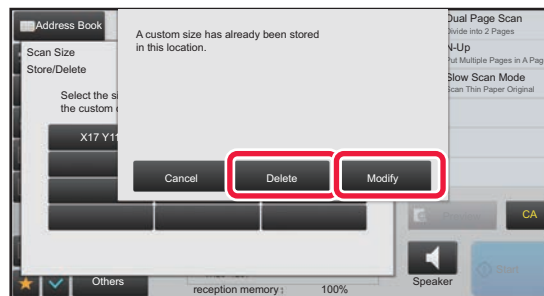 Address Book
Scan Size
Store/Delete
Select the si
the custom
X17 Y11
A custom size has already been stored
in this location.
Cancel
Delete
Modify
Dual Page Scan
Divide into 2 Pages
N-Up
Put Multiple Pages in A Pag
Slow Scan Mode
Scan Thin Paper Original
CA
Start
Speaker
Others
reception memory: 100%